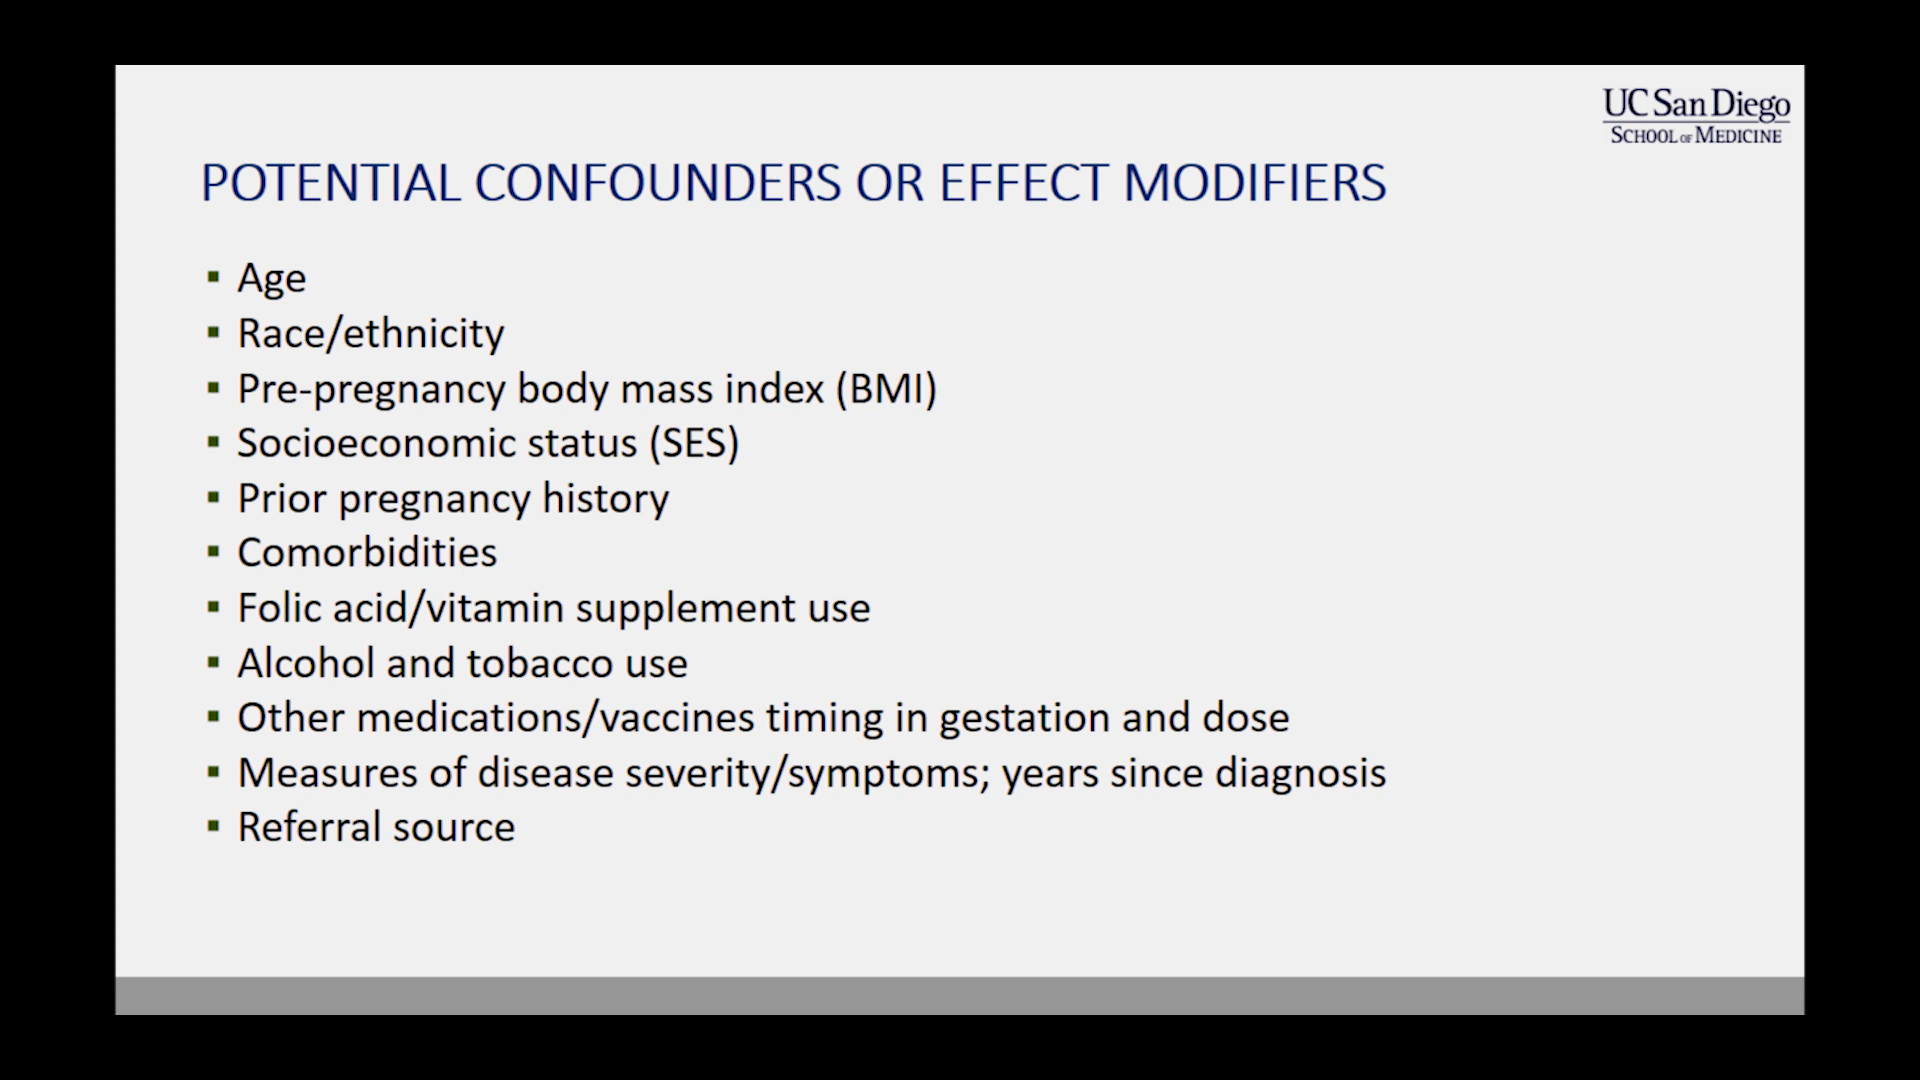 UC San Diego
SCHOOL OF MEDICINE
POTENTIAL CONFOUNDERS OR EFFECT MODIFIERS
▪ Age
▪ Race/ethnicity
▪ Pre-pregnancy body mass index (BMI)
▪ Socioeconomic status (SES)
▪ Prior pregnancy history
▪ Comorbidities
▪ Folic acid/vitamin supplement use
▪ Alcohol and tobacco use
▪ Other medications/vaccines timing in gestation and dose
▪ Measures of disease severity/symptoms; years since diagnosis
▪ Referral source